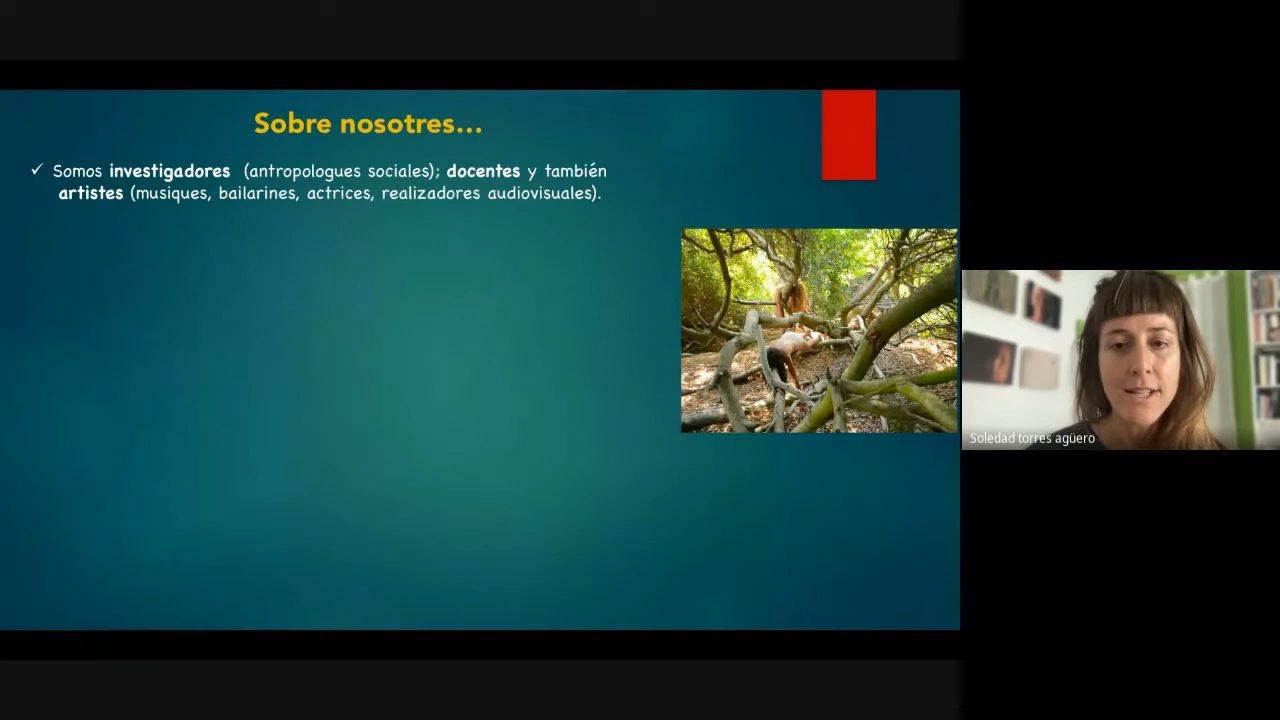 Sobre nosotres...
✓ Somos investigadores (antropologues sociales); docentes y también
artistes (musiques, bailarines, actrices, realizadores audiovisuales).
Soledad torres agüero